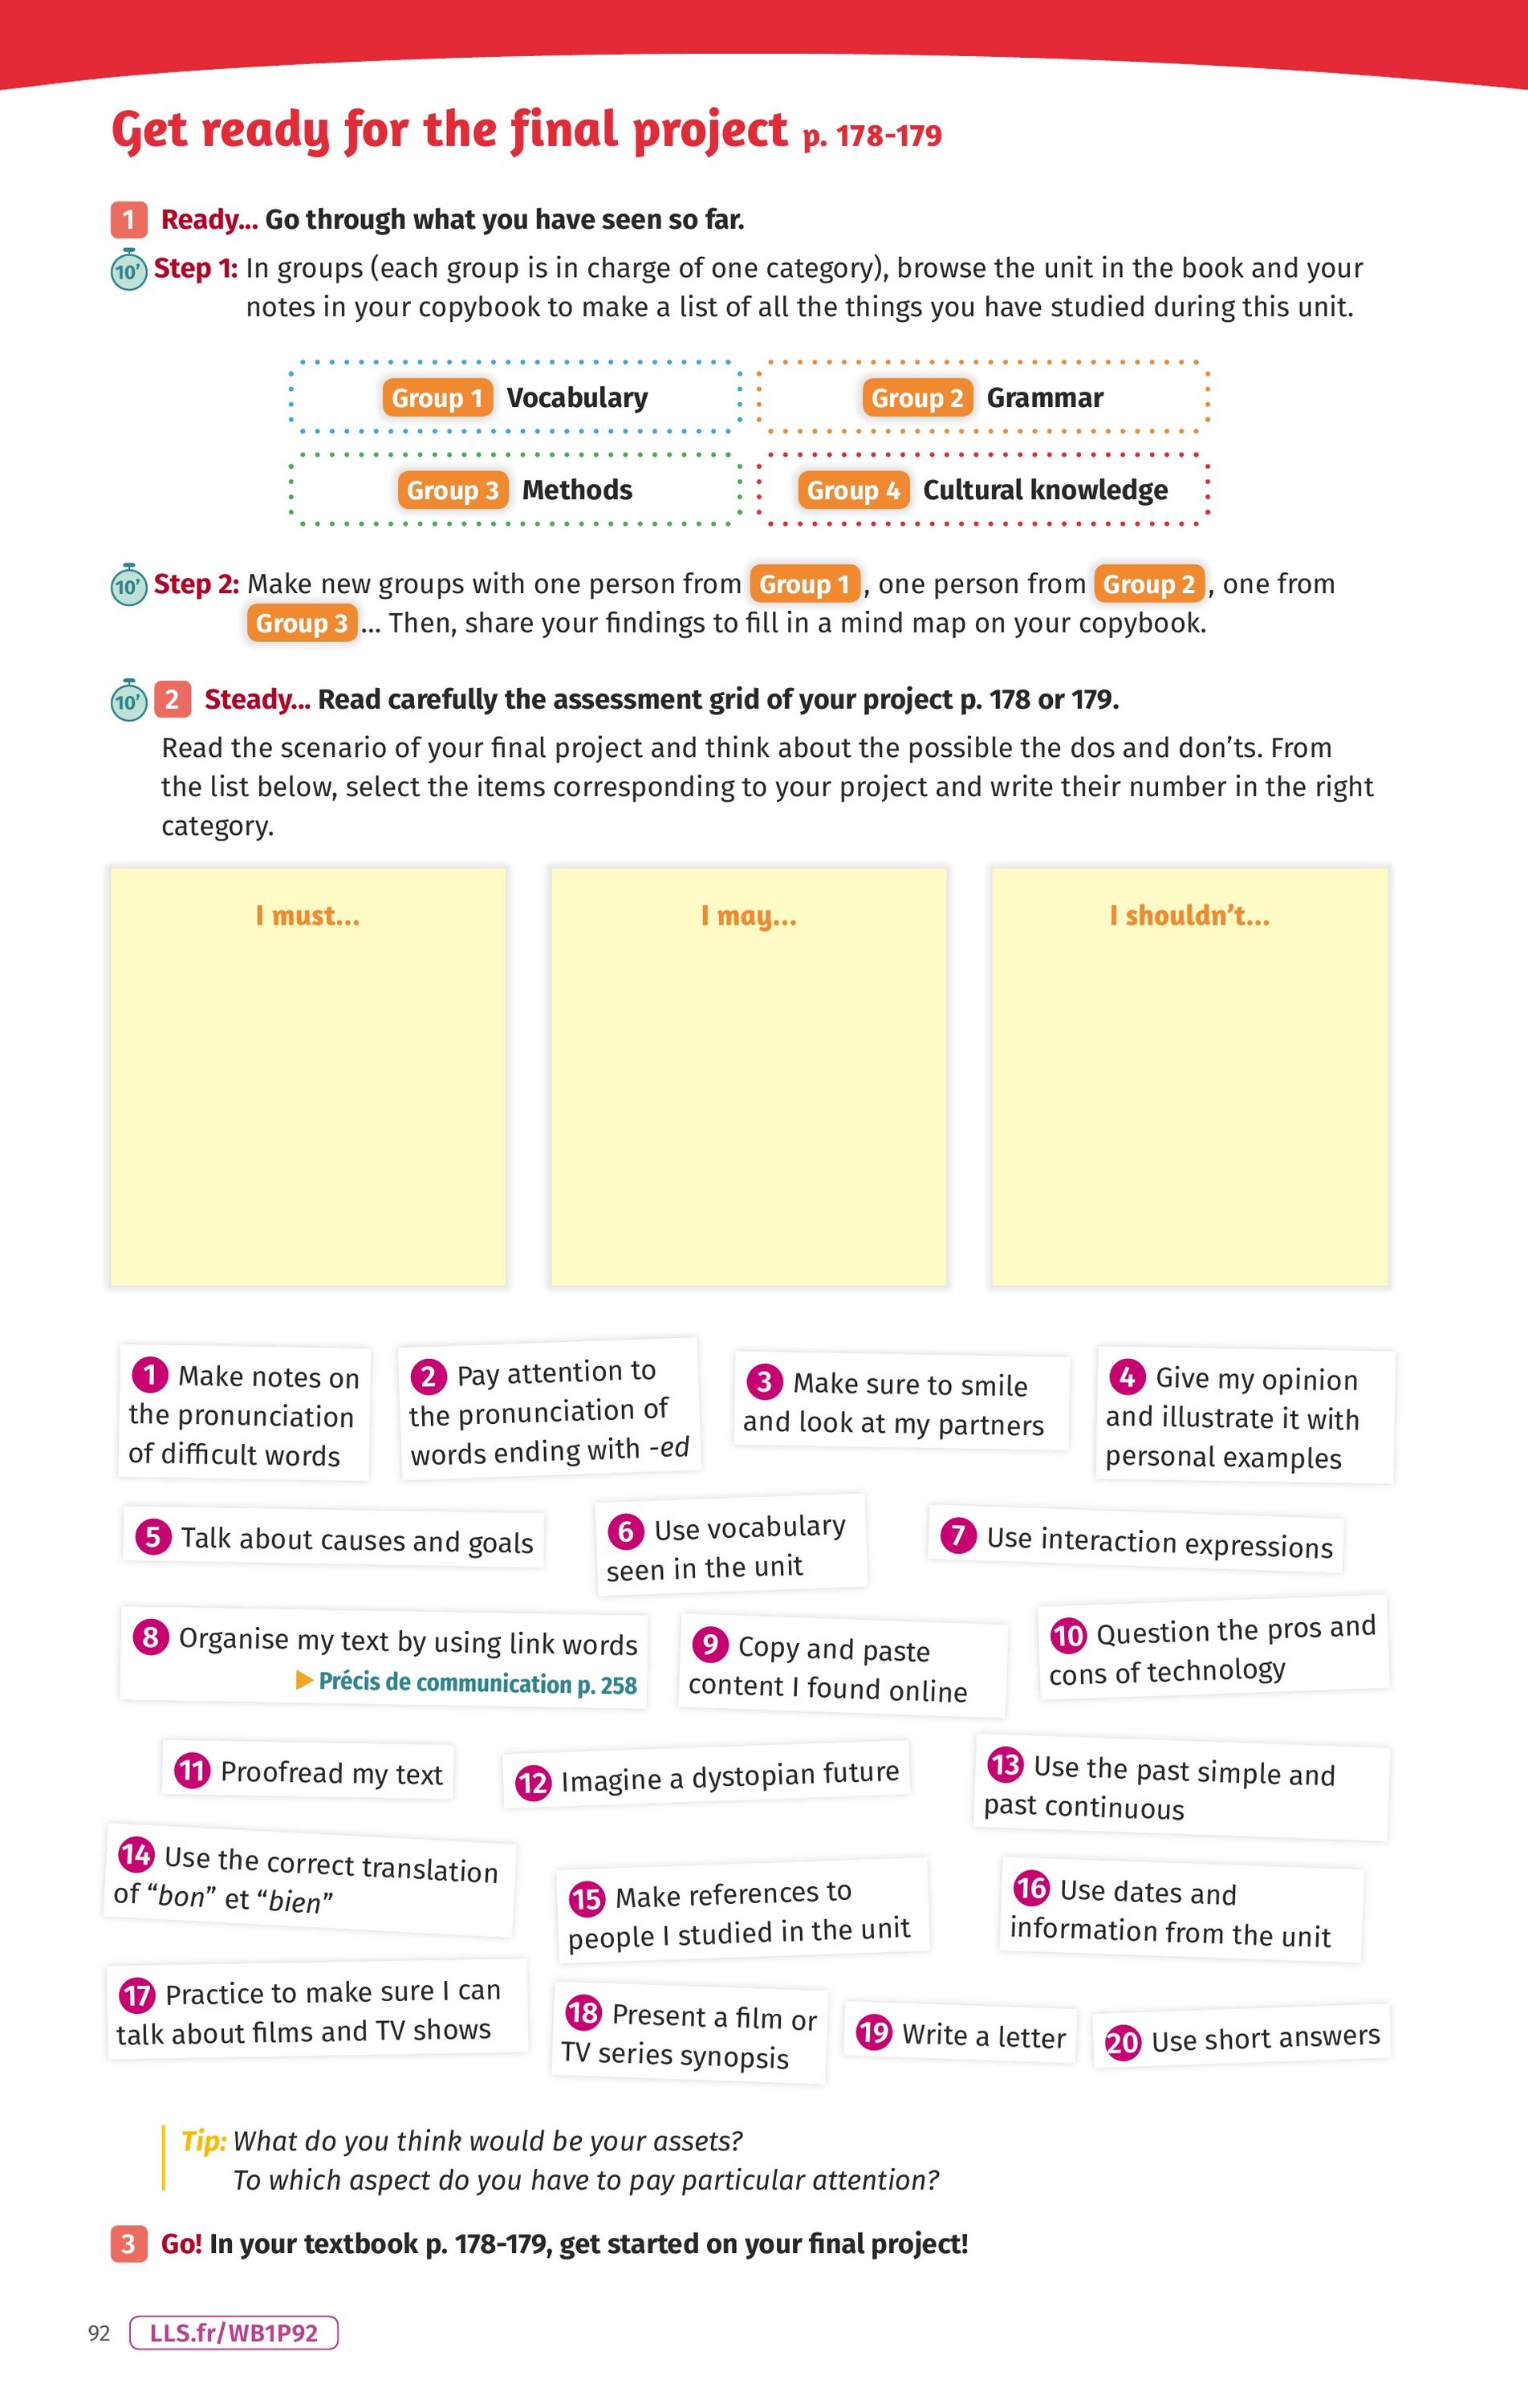 Get ready for the final project p. 178-179
1 Ready... Go through what you have seen so far.
10’ Step 1: In groups (each group is in charge of one category), browse the unit in the book and your
notes in your copybook to make a list of all the things you have studied during this unit.
Group 1 Vocabulary
Group 2 Grammar
Group 3 Methods
Group 4 Cultural knowledge
10’ Step 2: Make new groups with one person from Group 1, one person from Group 2, one from
Group 3... Then, share your findings to fill in a mind map on your copybook.
10’ 2 Steady... Read carefully the assessment grid of your project p. 178 or 179.
Read the scenario of your final project and think about the possible the dos and don’ts. From
the list below, select the items corresponding to your project and write their number in the right
category.
I must...
I may...
I shouldn’t...
1 Make notes on
the pronunciation
of difficult words
2 Pay attention to
the pronunciation of
words ending with -ed
3 Make sure to smile
and look at my partners
4 Give my opinion
and illustrate it with
personal examples
5 Talk about causes and goals
6 Use vocabulary
seen in the unit
7 Use interaction expressions
8 Organise my text by using link words
▶ Précis de communication p. 258
9 Copy and paste
content I found online
10 Question the pros and
cons of technology
11 Proofread my text
12 Imagine a dystopian future
13 Use the past simple and
past continuous
14 Use the correct translation
of “bon” et “bien”
15 Make references to
people I studied in the unit
16 Use dates and
information from the unit
17 Practice to make sure I can
talk about films and TV shows
18 Present a film or
TV series synopsis
19 Write a letter
20 Use short answers
Tip: What do you think would be your assets?
To which aspect do you have to pay particular attention?
3 Go! In your textbook p. 178-179, get started on your final project!
92 LLS.fr/WB1P92